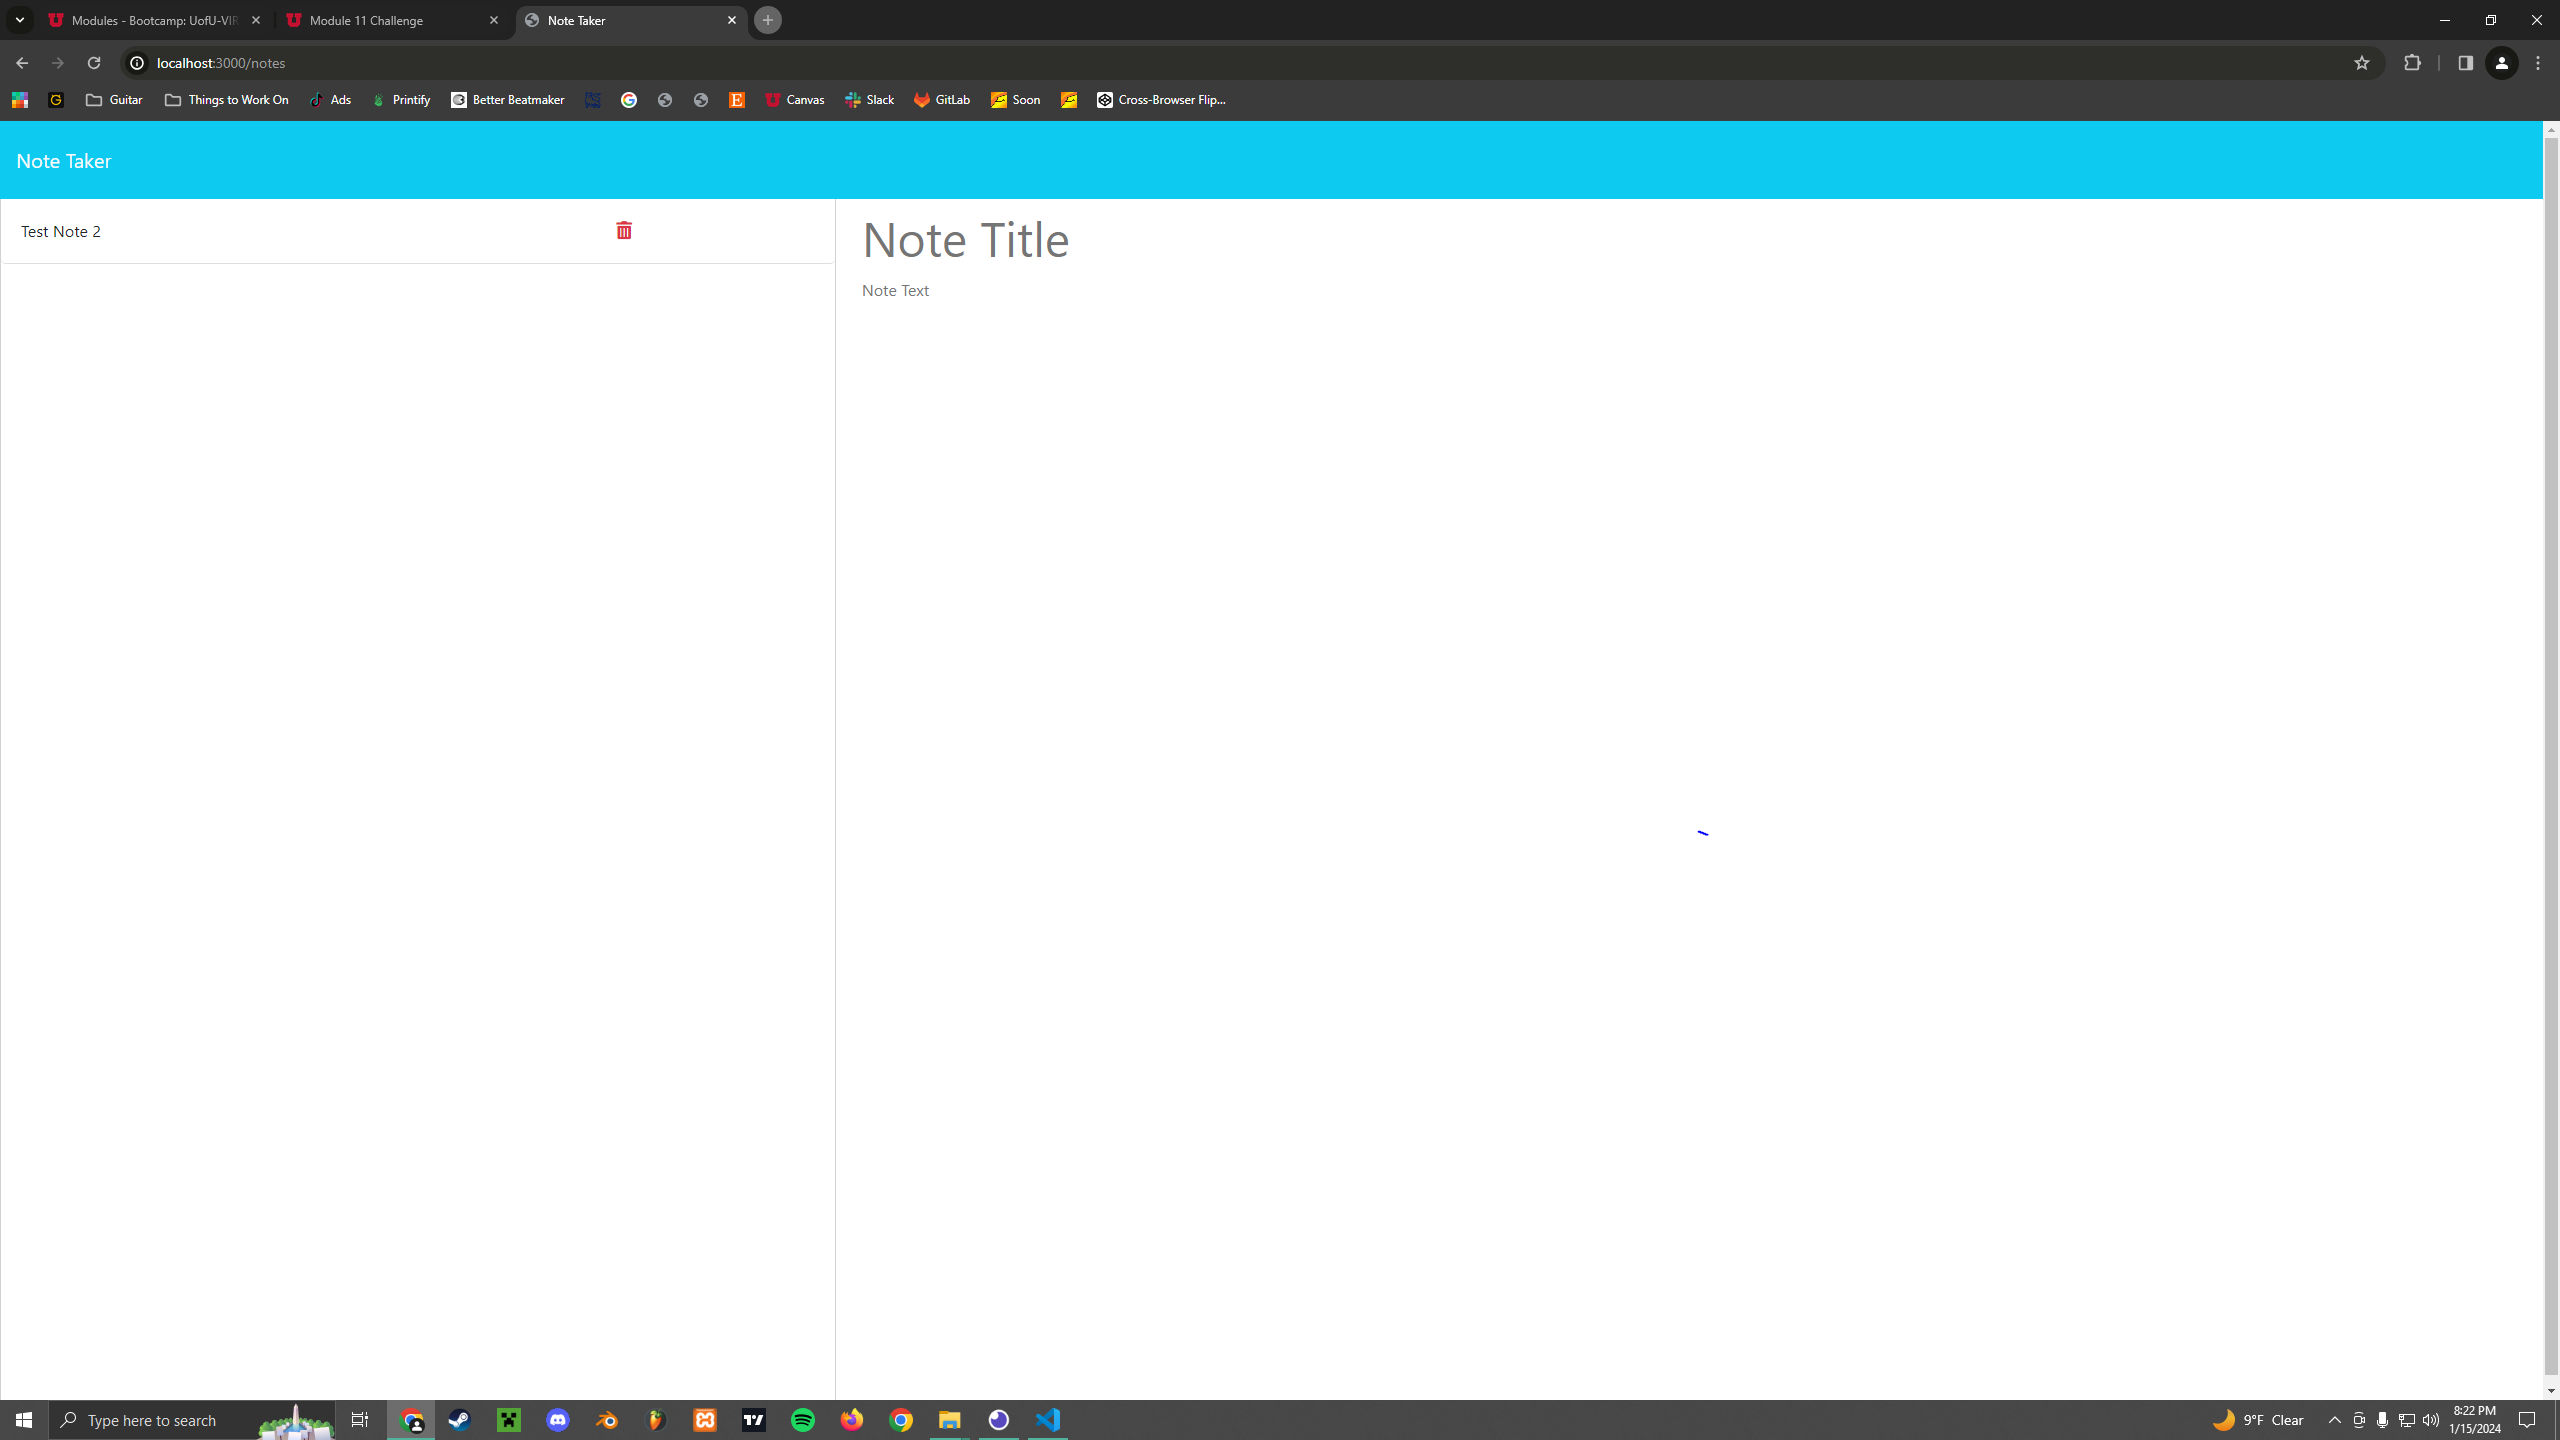 Modules - Bootcamp: UofU-VIR
Module 11 Challenge
Note Taker
localhost:3000/notes
Guitar
Things to Work On
Ads
Printify
Better Beatmaker
Canvas
Slack
GitLab
Soon
Cross-Browser Flip...
Note Taker
Test Note 2
Note Title
Note Text
Type here to search
9°F Clear
8:22 PM
1/15/2024